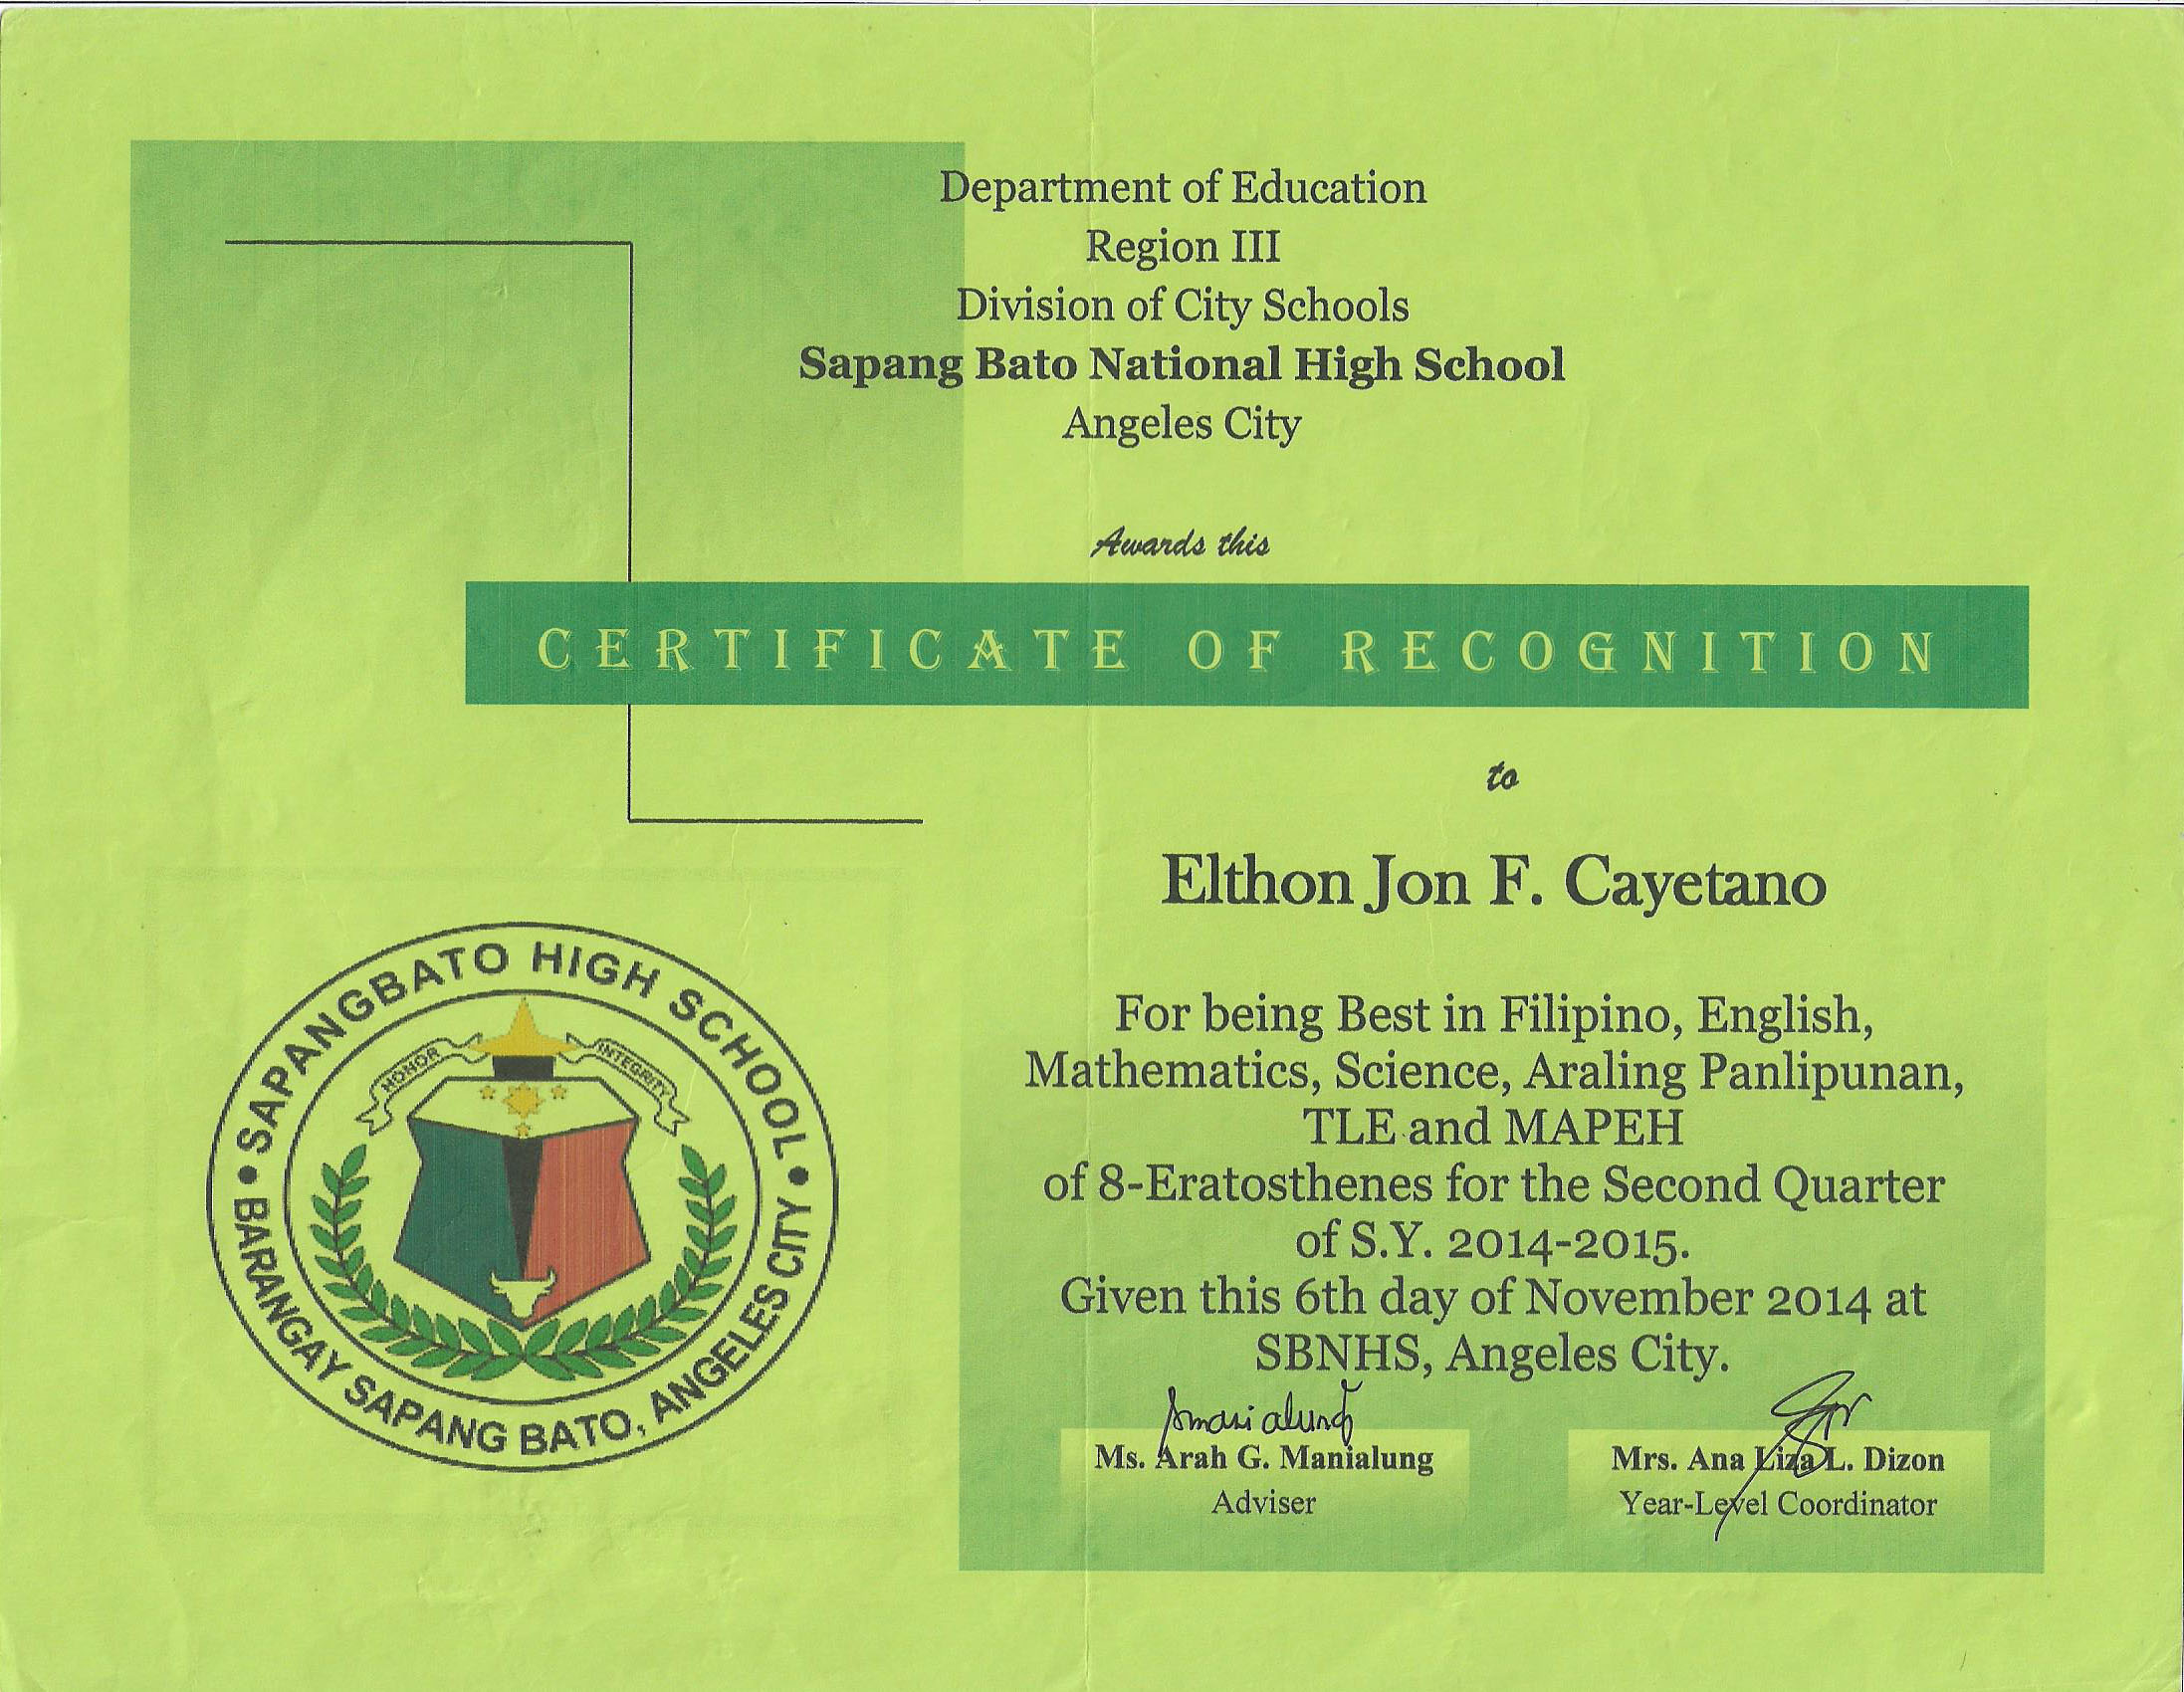 Department of Education
Region III
Division of City Schools
Sapang Bato National High School
Angeles City
Awards this
CERTIFICATE OF RECOGNITION
to
Elthon Jon F. Cayetano
For being Best in Filipino, English,
Mathematics, Science, Araling Panlipunan,
TLE and MAPEH
of 8-Eratosthenes for the Second Quarter
of S.Y. 2014-2015.
Given this 6th day of November 2014 at
SBNHS, Angeles City.
Ms. Arah G. Manialung
Adviser
Mrs. Ana Liza L. Dizon
Year-Level Coordinator
• SAPANGBATO HIGH SCHOOL •
HONOR
INTEGRITY
BARANGAY SAPANG BATO, ANGELES CITY